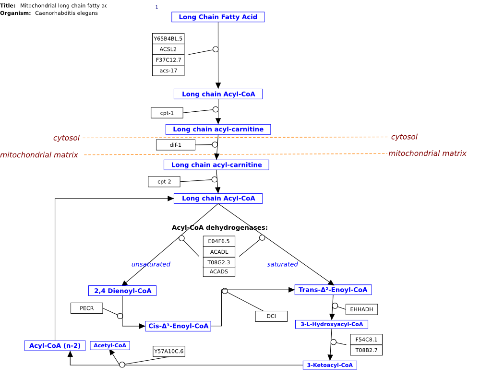 Title: Mitochondrial long chain fatty ac
1
Organism: Caenorhabditis elegans
Long Chain Fatty Acid
Y65B4BL.5
ACSL2
F37C12.7
acs-17
Long chain Acyl-CoA
cpt-1
Long chain acyl-carnitine
cytosol
cytosol
dif-1
mitochondrial matrix
mitochondrial matrix
Long chain acyl-carnitine
cpt-2
Long chain Acyl-CoA
Acyl-CoA dehydrogenases:
E04F6.5
ACADL
T08G2.3
ACADS
unsaturated
saturated
2,4 Dienoyl-CoA
Trans-Δ²-Enoyl-CoA
PECR
EHHADH
DCI
Cis-Δ³-Enoyl-CoA
3-L-Hydroxyacyl-CoA
F54C8.1
T08B2.7
Acyl-CoA (n-2)
Acetyl-CoA
Y57A10C.6
3-Ketoacyl-CoA